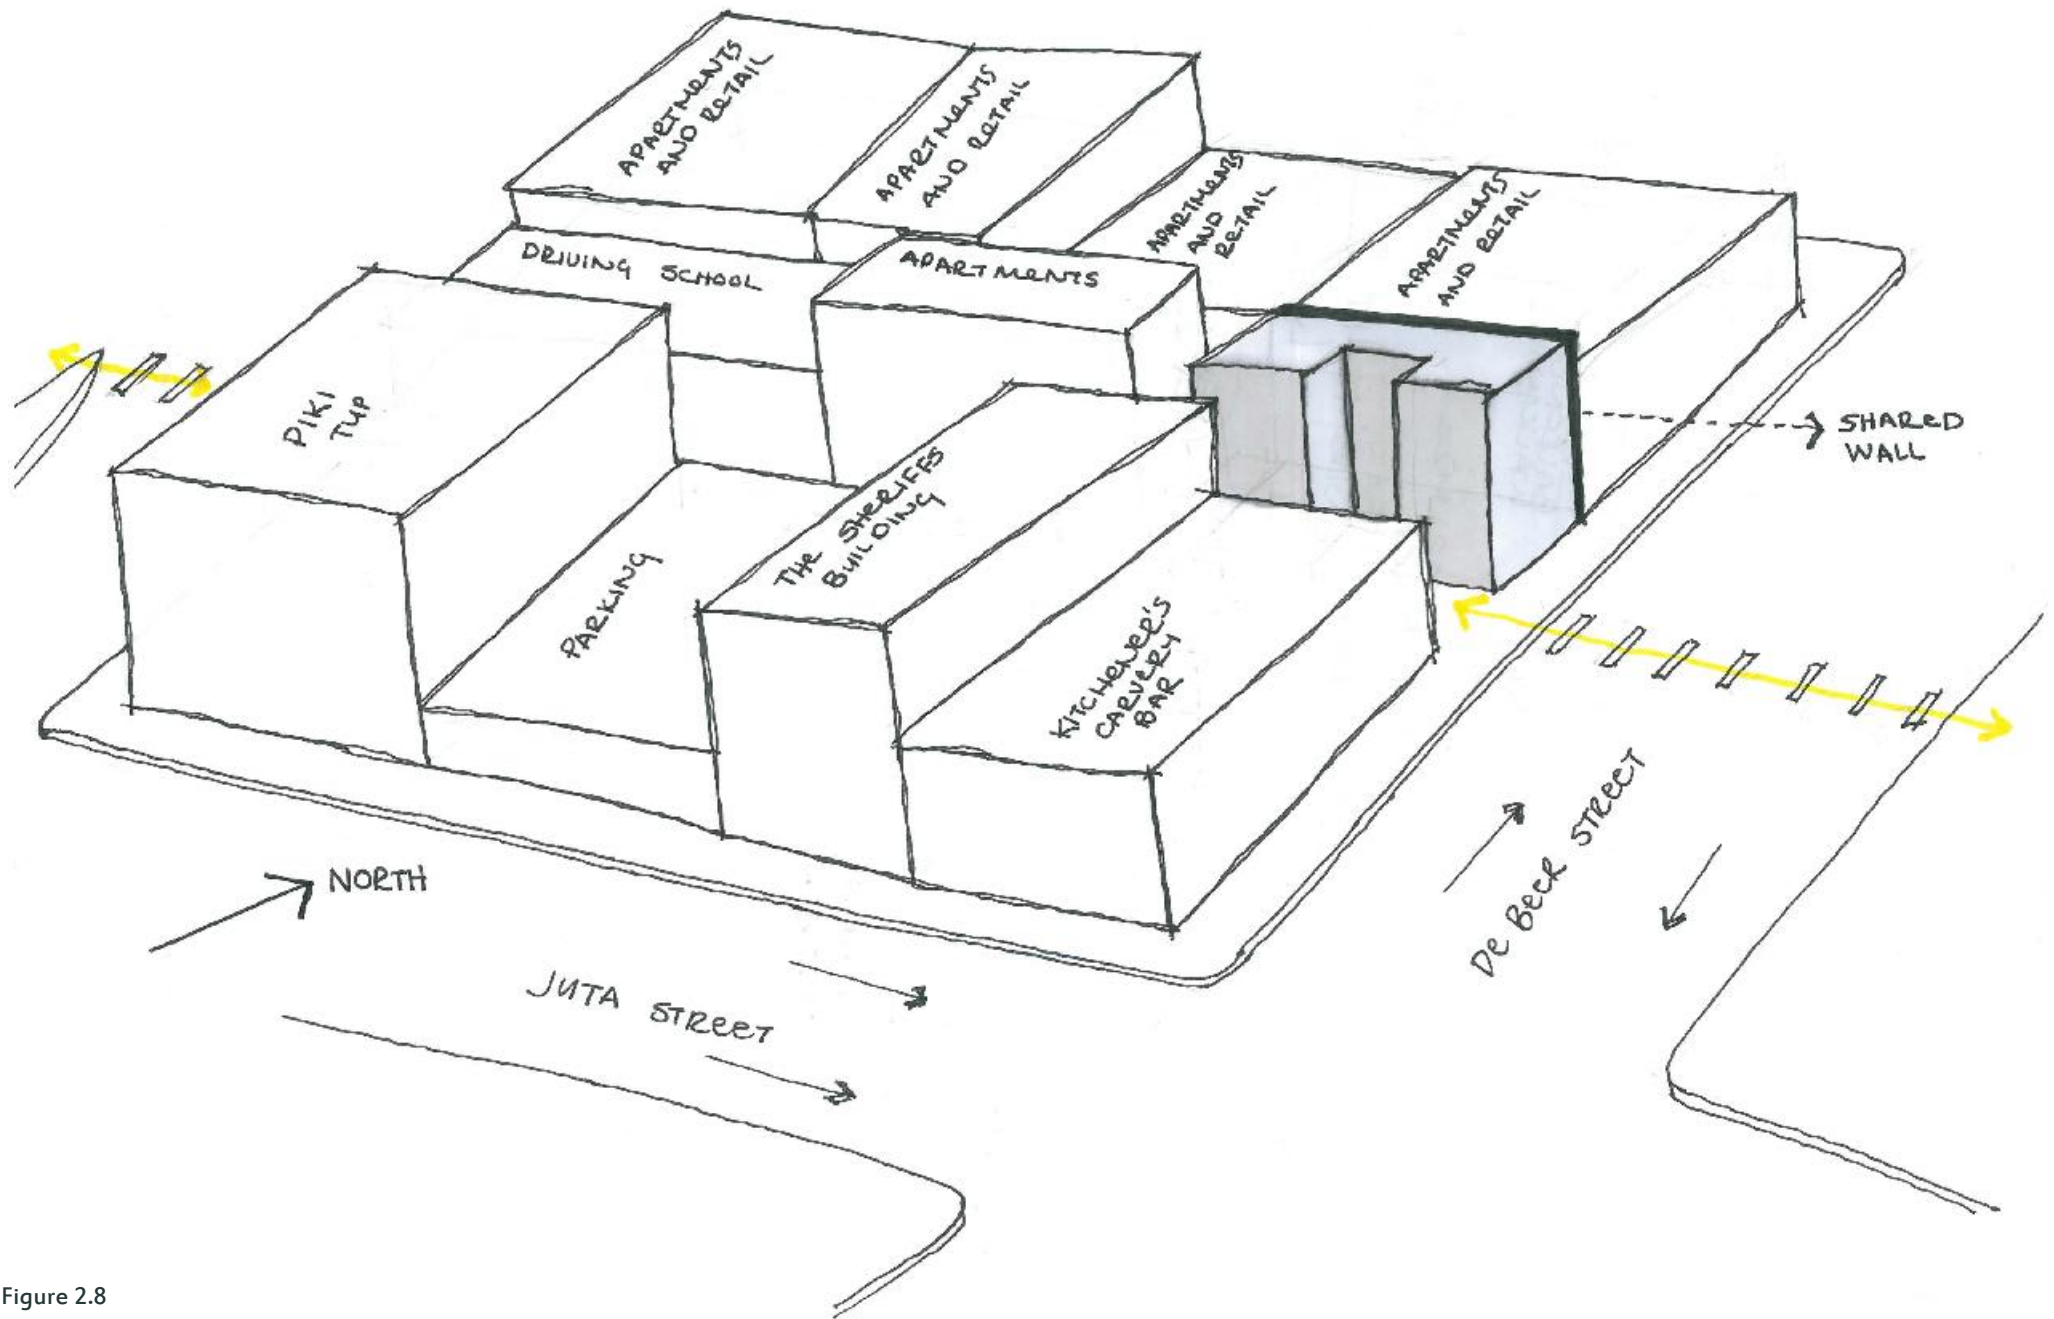 APARTMENTS
AND RETAIL
APARTMENTS
AND RETAIL
APARTMENTS
AND
RETAIL
APARTMENTS
AND RETAIL
DRIVING SCHOOL
APARTMENTS
PIKI
TUP
SHARED
WALL
THE SHERIFFS
BUILDING
PARKING
KITCHENER'S
CARVERY
BAR
DE BEER STREET
NORTH
JUTA STREET
Figure 2.8